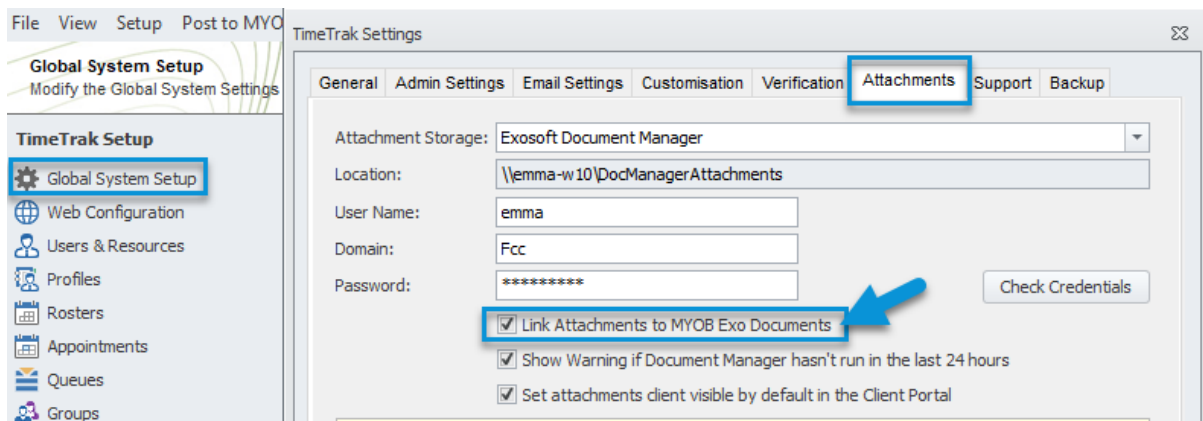 File View Setup Post to MYO
Global System Setup
Modify the Global System Settings
TimeTrak Setup
Global System Setup
Web Configuration
Users & Resources
Profiles
Rosters
Appointments
Queues
Groups
TimeTrak Settings
General Admin Settings Email Settings Customisation Verification Attachments Support Backup
Attachment Storage: Exosoft Document Manager
Location: \\emma-w10\DocManagerAttachments
User Name: emma
Domain: Fcc
Password: *********
Check Credentials
Link Attachments to MYOB Exo Documents
Show Warning if Document Manager hasn't run in the last 24 hours
Set attachments client visible by default in the Client Portal